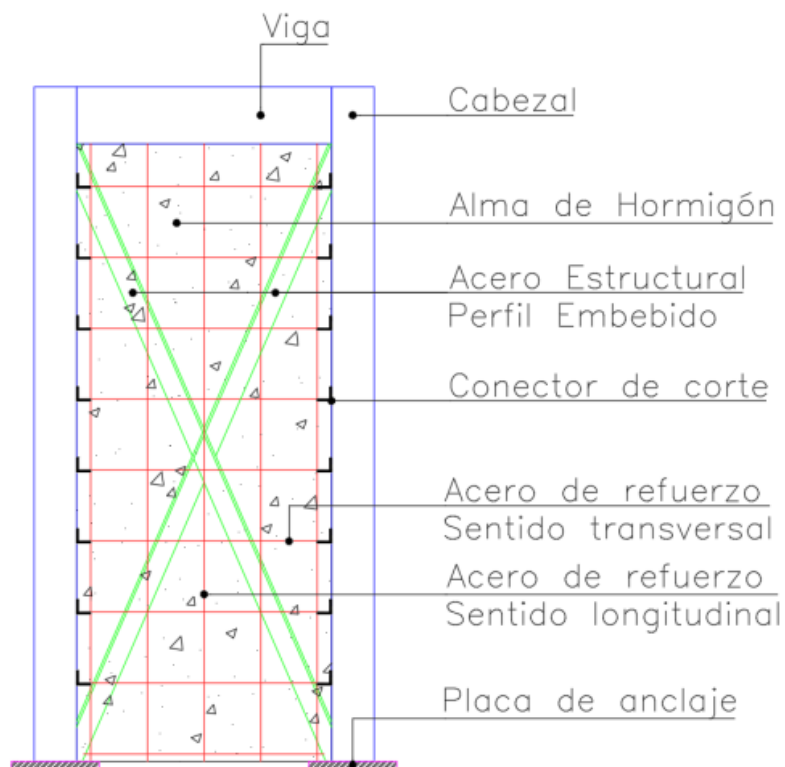 Viga
Cabezal
Alma de Hormigón
Acero Estructural
Perfil Embebido
Conector de corte
Acero de refuerzo
Sentido transversal
Acero de refuerzo
Sentido longitudinal
Placa de anclaje